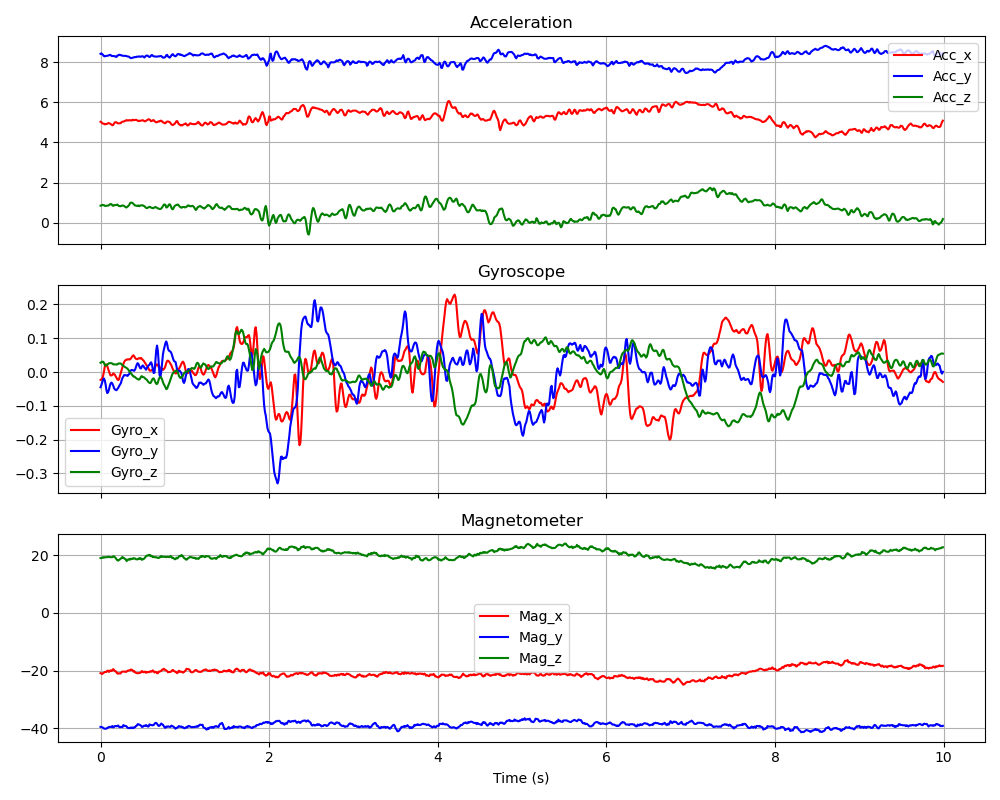 Acceleration
8
6
4
2
0
Acc_x
Acc_y
Acc_z
Gyroscope
0.2
0.1
0.0
−0.1
−0.2
−0.3
Gyro_x
Gyro_y
Gyro_z
Magnetometer
20
0
−20
−40
Mag_x
Mag_y
Mag_z
0 2 4 6 8 10
Time (s)